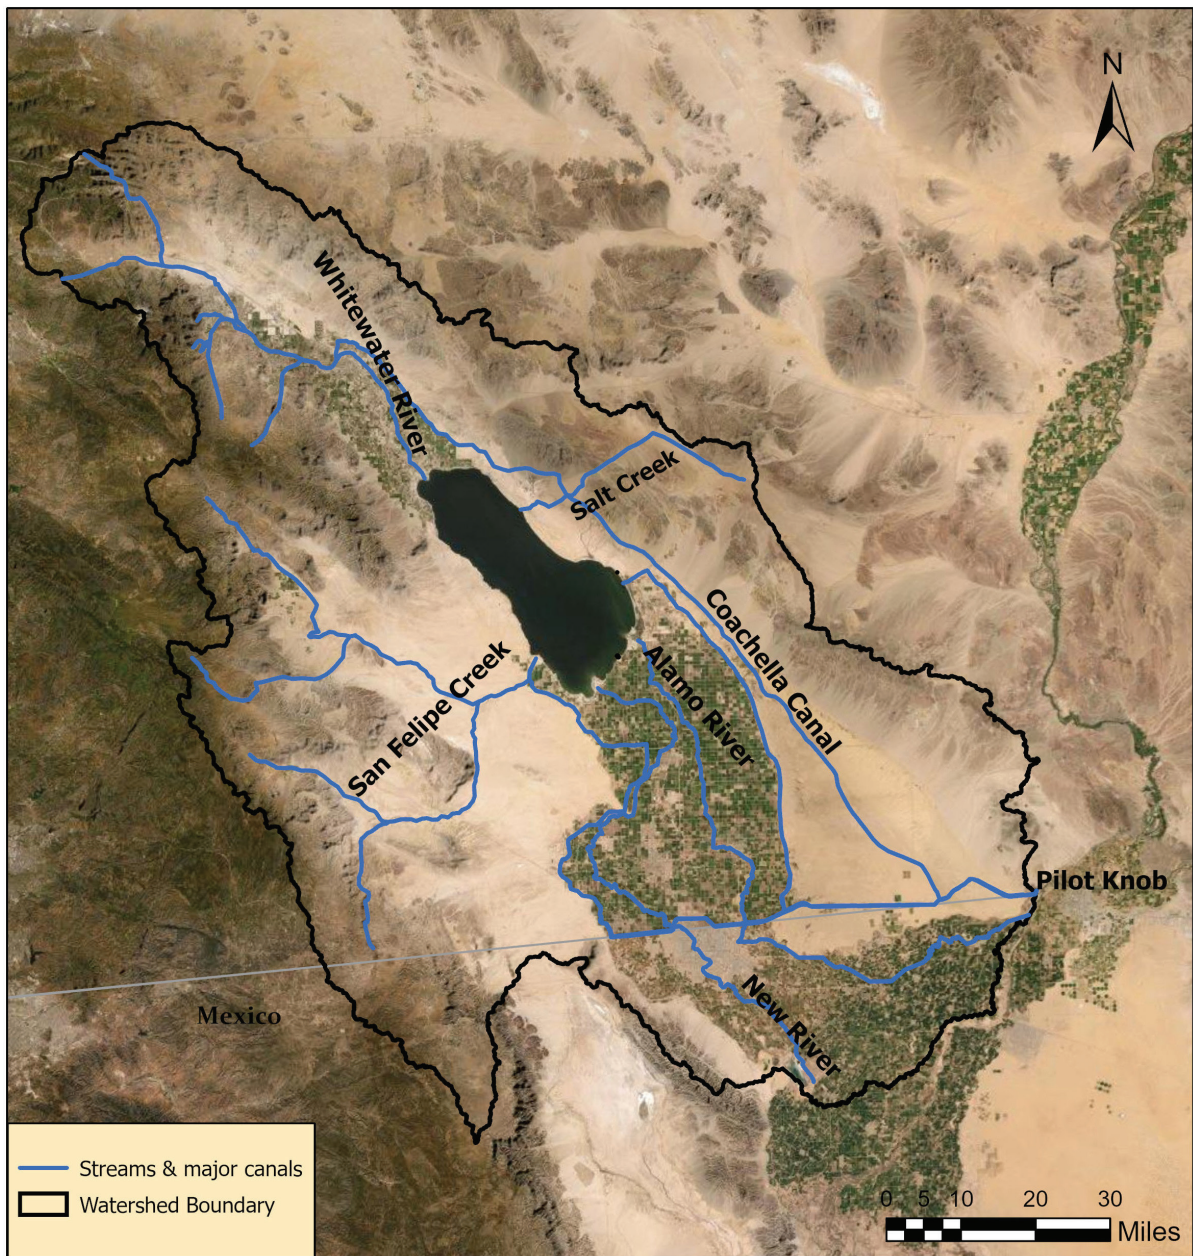 N
Whitewater River
Salt Creek
Coachella Canal
Alamo River
San Felipe Creek
Pilot Knob
New River
Mexico
Streams & major canals
Watershed Boundary
0 5 10 20 30
Miles